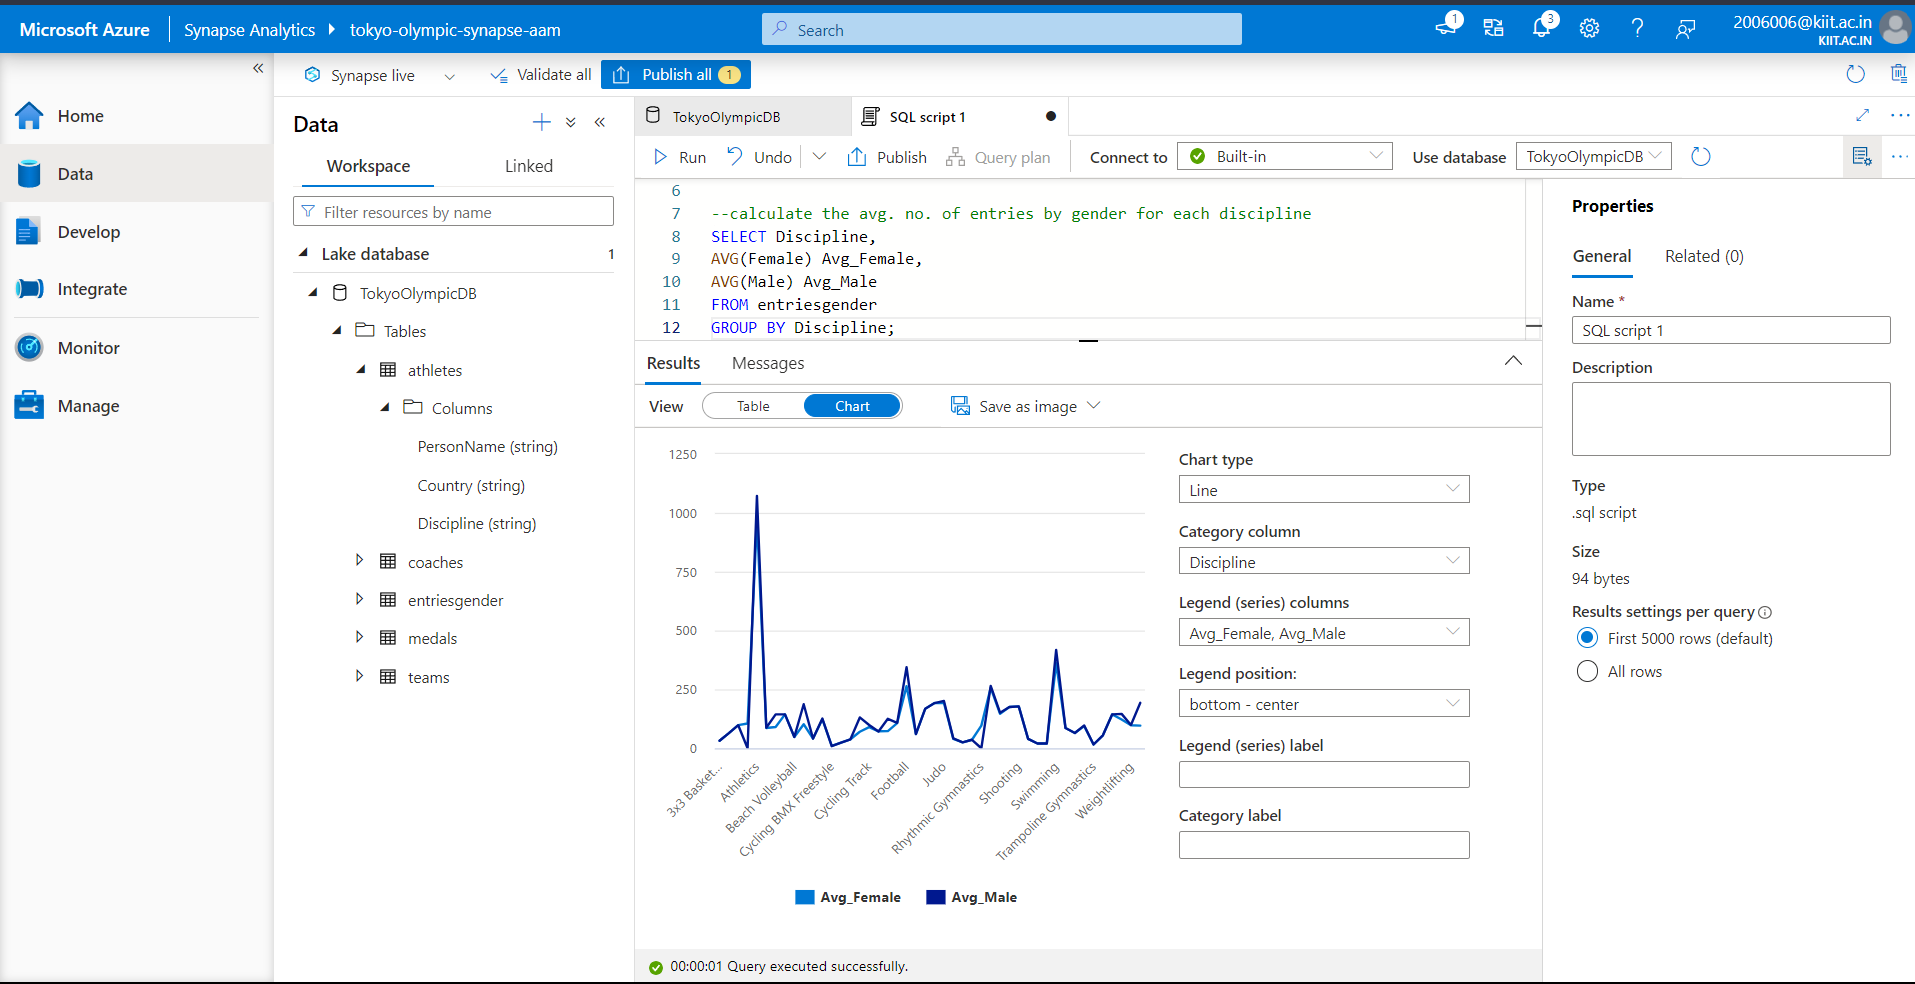 Microsoft Azure
Synapse Analytics
tokyo-olympic-synapse-aam
Search
1
3
2006006@kiit.ac.in
KIIT.AC.IN
Synapse live
Validate all
Publish all 1
Home
Data
Develop
Integrate
Monitor
Manage
Data
Workspace
Linked
Filter resources by name
Lake database 1
TokyoOlympicDB
Tables
athletes
Columns
PersonName (string)
Country (string)
Discipline (string)
coaches
entriesgender
medals
teams
TokyoOlympicDB
SQL script 1
Run
Undo
Publish
Query plan
Connect to
Built-in
Use database
TokyoOlympicDB
6
7 --calculate the avg. no. of entries by gender for each discipline
8 SELECT Discipline,
9 AVG(Female) Avg_Female,
10 AVG(Male) Avg_Male
11 FROM entriesgender
12 GROUP BY Discipline;
Results
Messages
View
Table
Chart
Save as image
1250
1000
750
500
250
0
3x3 Basket...
Athletics
Beach Volleyball
Cycling BMX Freestyle
Cycling Track
Football
Judo
Rhythmic Gymnastics
Shooting
Swimming
Trampoline Gymnastics
Weightlifting
Avg_Female
Avg_Male
Chart type
Line
Category column
Discipline
Legend (series) columns
Avg_Female, Avg_Male
Legend position:
bottom - center
Legend (series) label
Category label
00:00:01 Query executed successfully.
Properties
General
Related (0)
Name *
SQL script 1
Description
Type
.sql script
Size
94 bytes
Results settings per query
First 5000 rows (default)
All rows